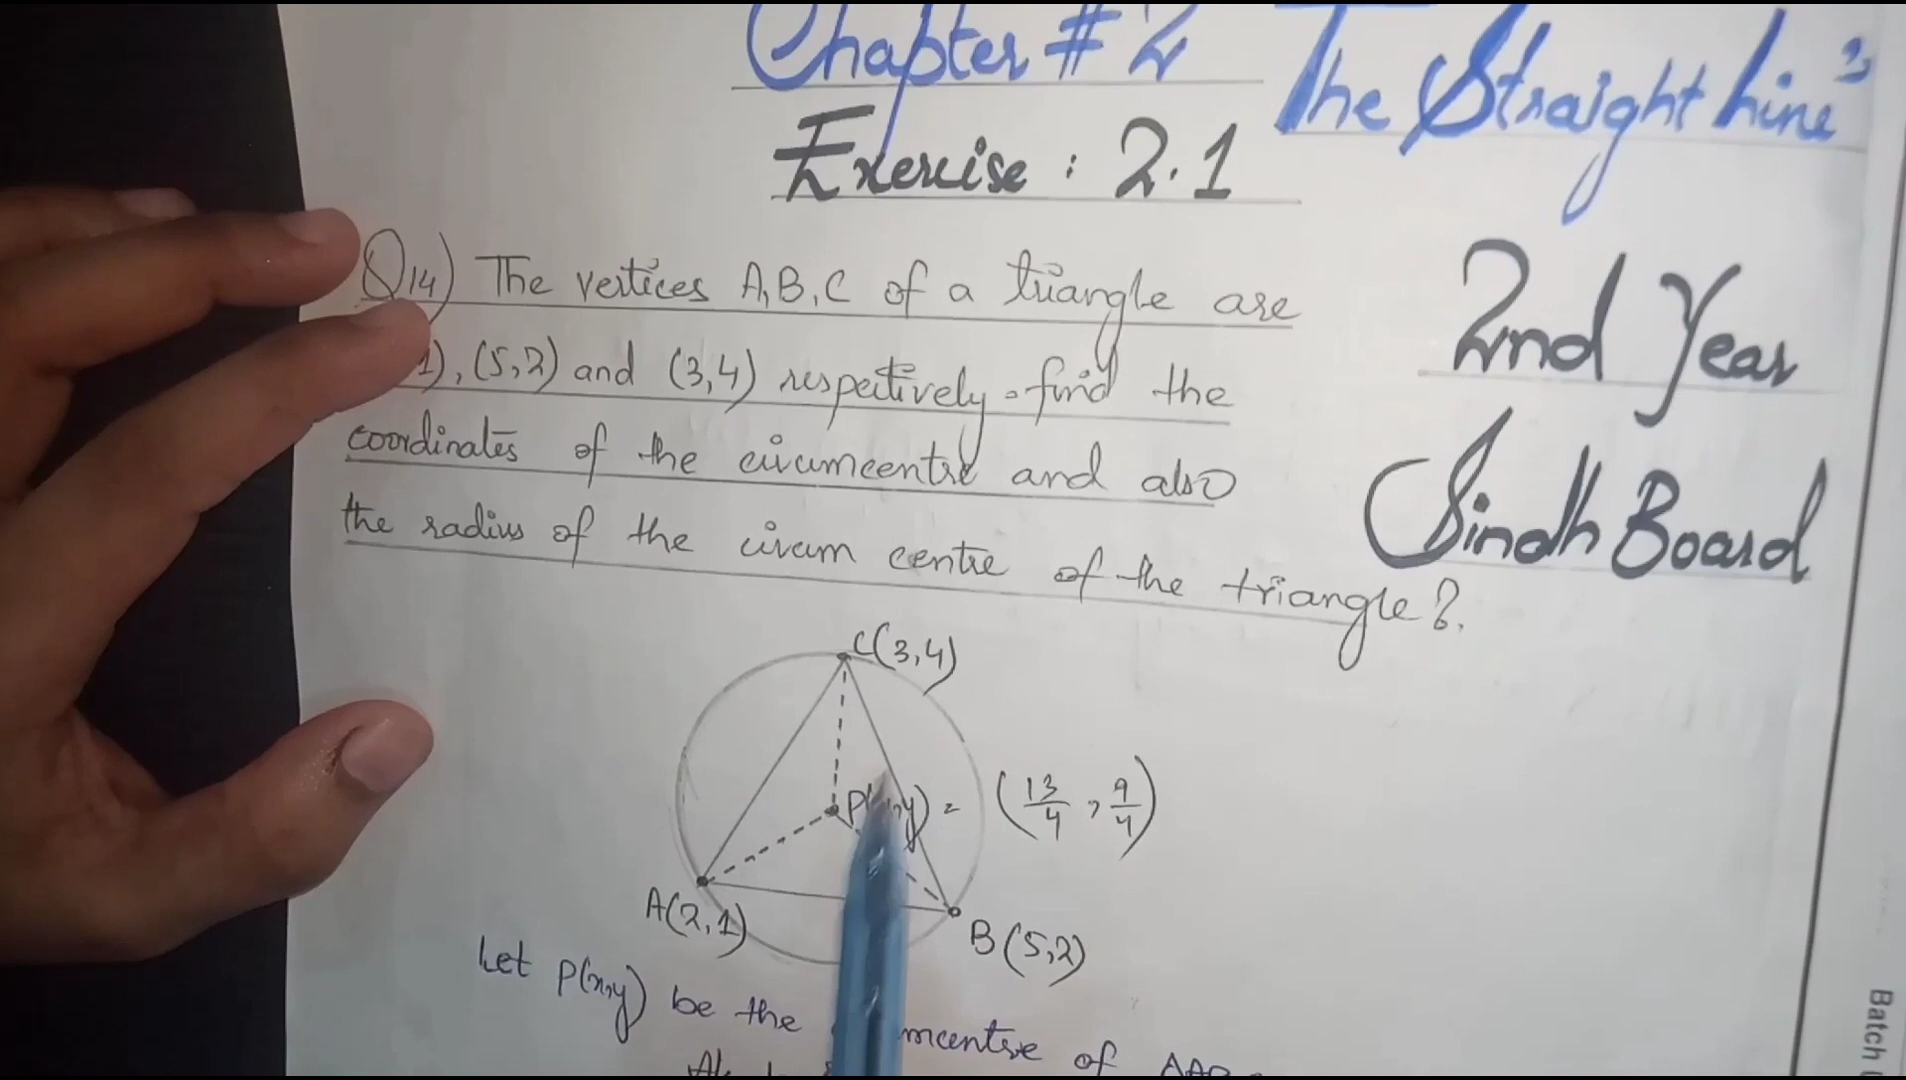 Chapter # 2 "The Straight Line"
Exercise : 2.1
2nd Year
Sindh Board
Q14) The vertices A, B, C of a triangle are
1), (5,2) and (3,4) respectively. find the
coordinates of the circumcentre and also
the radius of the circum centre of the triangle?.
C(3,4)
P(x,y) = (13/4, 9/4)
A(2,1)
B(5,2)
Let P(x,y) be the mcentre of
Batch